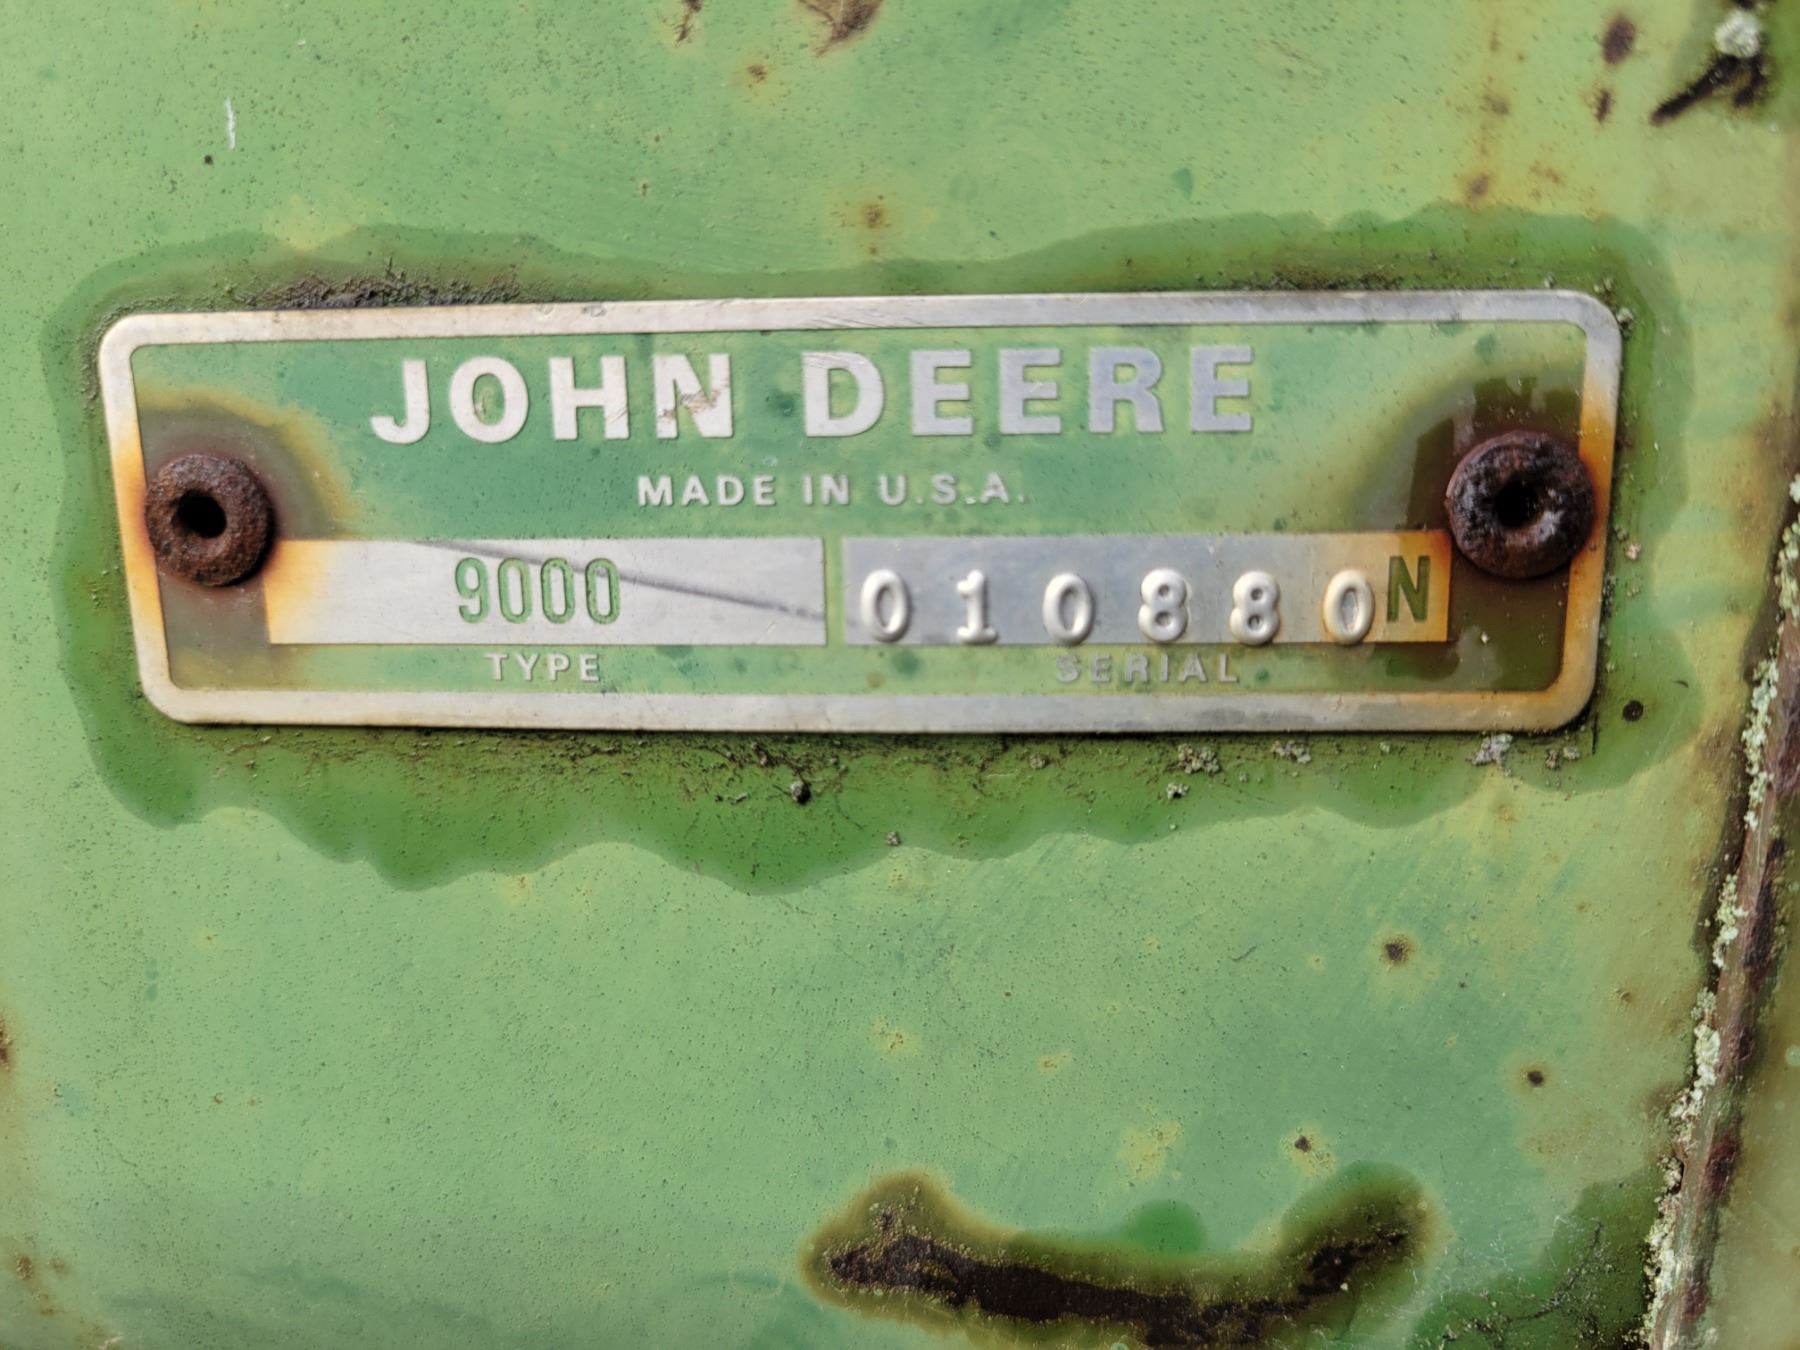 JOHN DEERE
MADE IN U.S.A.
9000 010880N
TYPE SERIAL